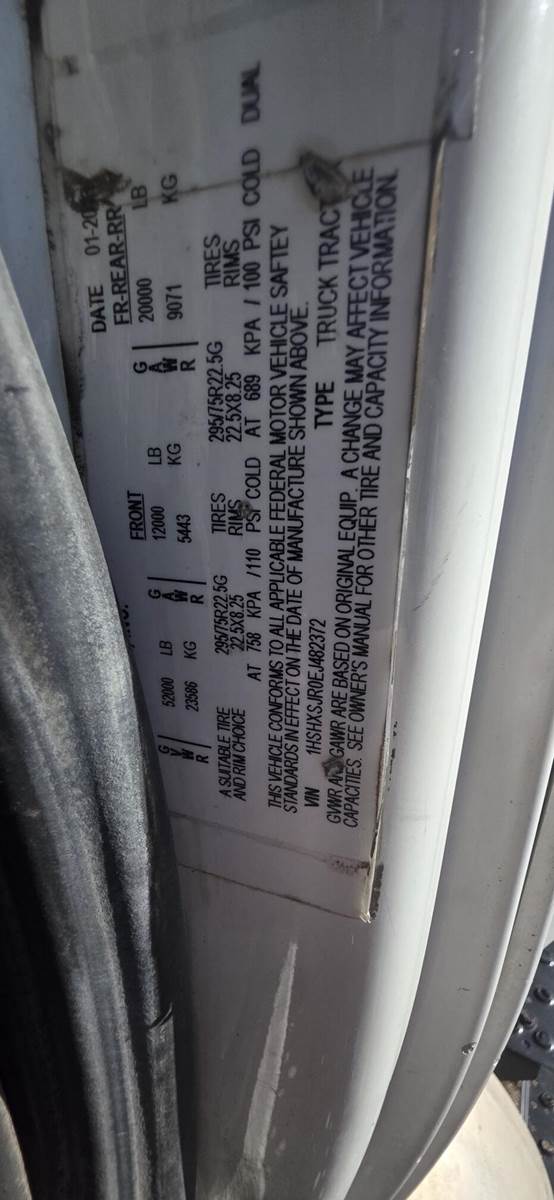 DATE 01-20
FRONT FR-REAR-RR
GVWR 52000 LB GAWR 12000 LB GAWR 20000 LB
23586 KG 5443 KG 9071 KG
A SUITABLE TIRE 295/75R22.5G TIRES 295/75R22.5G TIRES
AND RIM CHOICE 22.5X8.25 RIMS 22.5X8.25 RIMS
AT 758 KPA /110 PSI COLD AT 689 KPA / 100 PSI COLD DUAL
THIS VEHICLE CONFORMS TO ALL APPLICABLE FEDERAL MOTOR VEHICLE SAFTEY
STANDARDS IN EFFECT ON THE DATE OF MANUFACTURE SHOWN ABOVE.
VIN 1HSHXSJR0EJ482372 TYPE TRUCK TRACT
GVWR AND GAWR ARE BASED ON ORIGINAL EQUIP. A CHANGE MAY AFFECT VEHICLE
CAPACITIES. SEE OWNER'S MANUAL FOR OTHER TIRE AND CAPACITY INFORMATION.